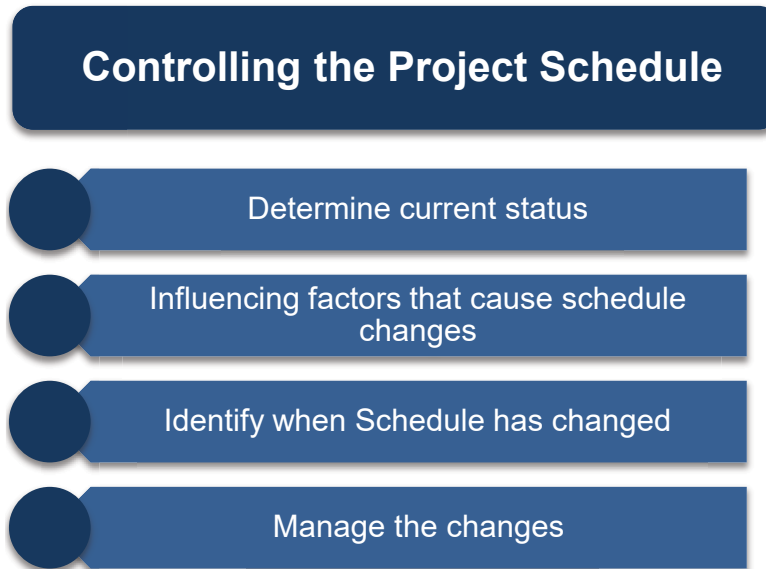 Controlling the Project Schedule
Determine current status
Influencing factors that cause schedule
changes
Identify when Schedule has changed
Manage the changes